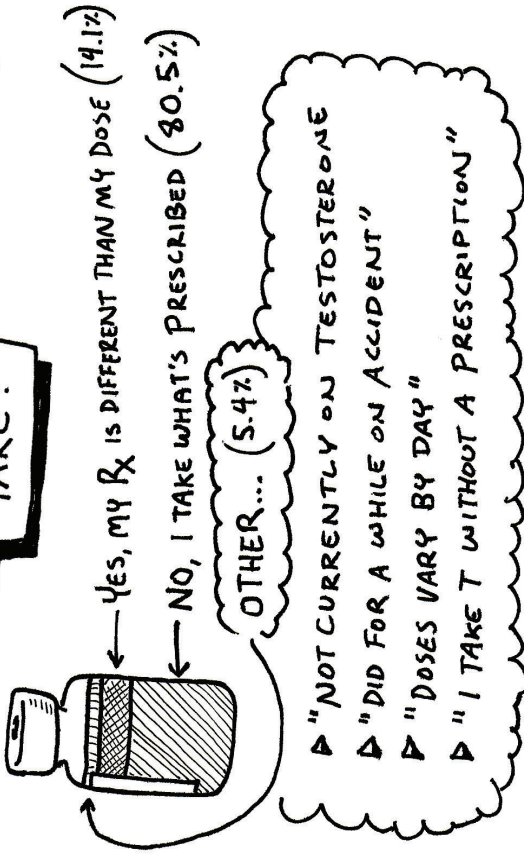 TAKE?
YES, MY Rx IS DIFFERENT THAN MY DOSE (14.1%)
NO, I TAKE WHAT'S PRESCRIBED (80.5%)
OTHER.... (5.4%)
▷ "NOT CURRENTLY ON TESTOSTERONE
▷ "DID FOR A WHILE ON ACCIDENT"
▷ "DOSES VARY BY DAY"
▷ "I TAKE T WITHOUT A PRESCRIPTION"